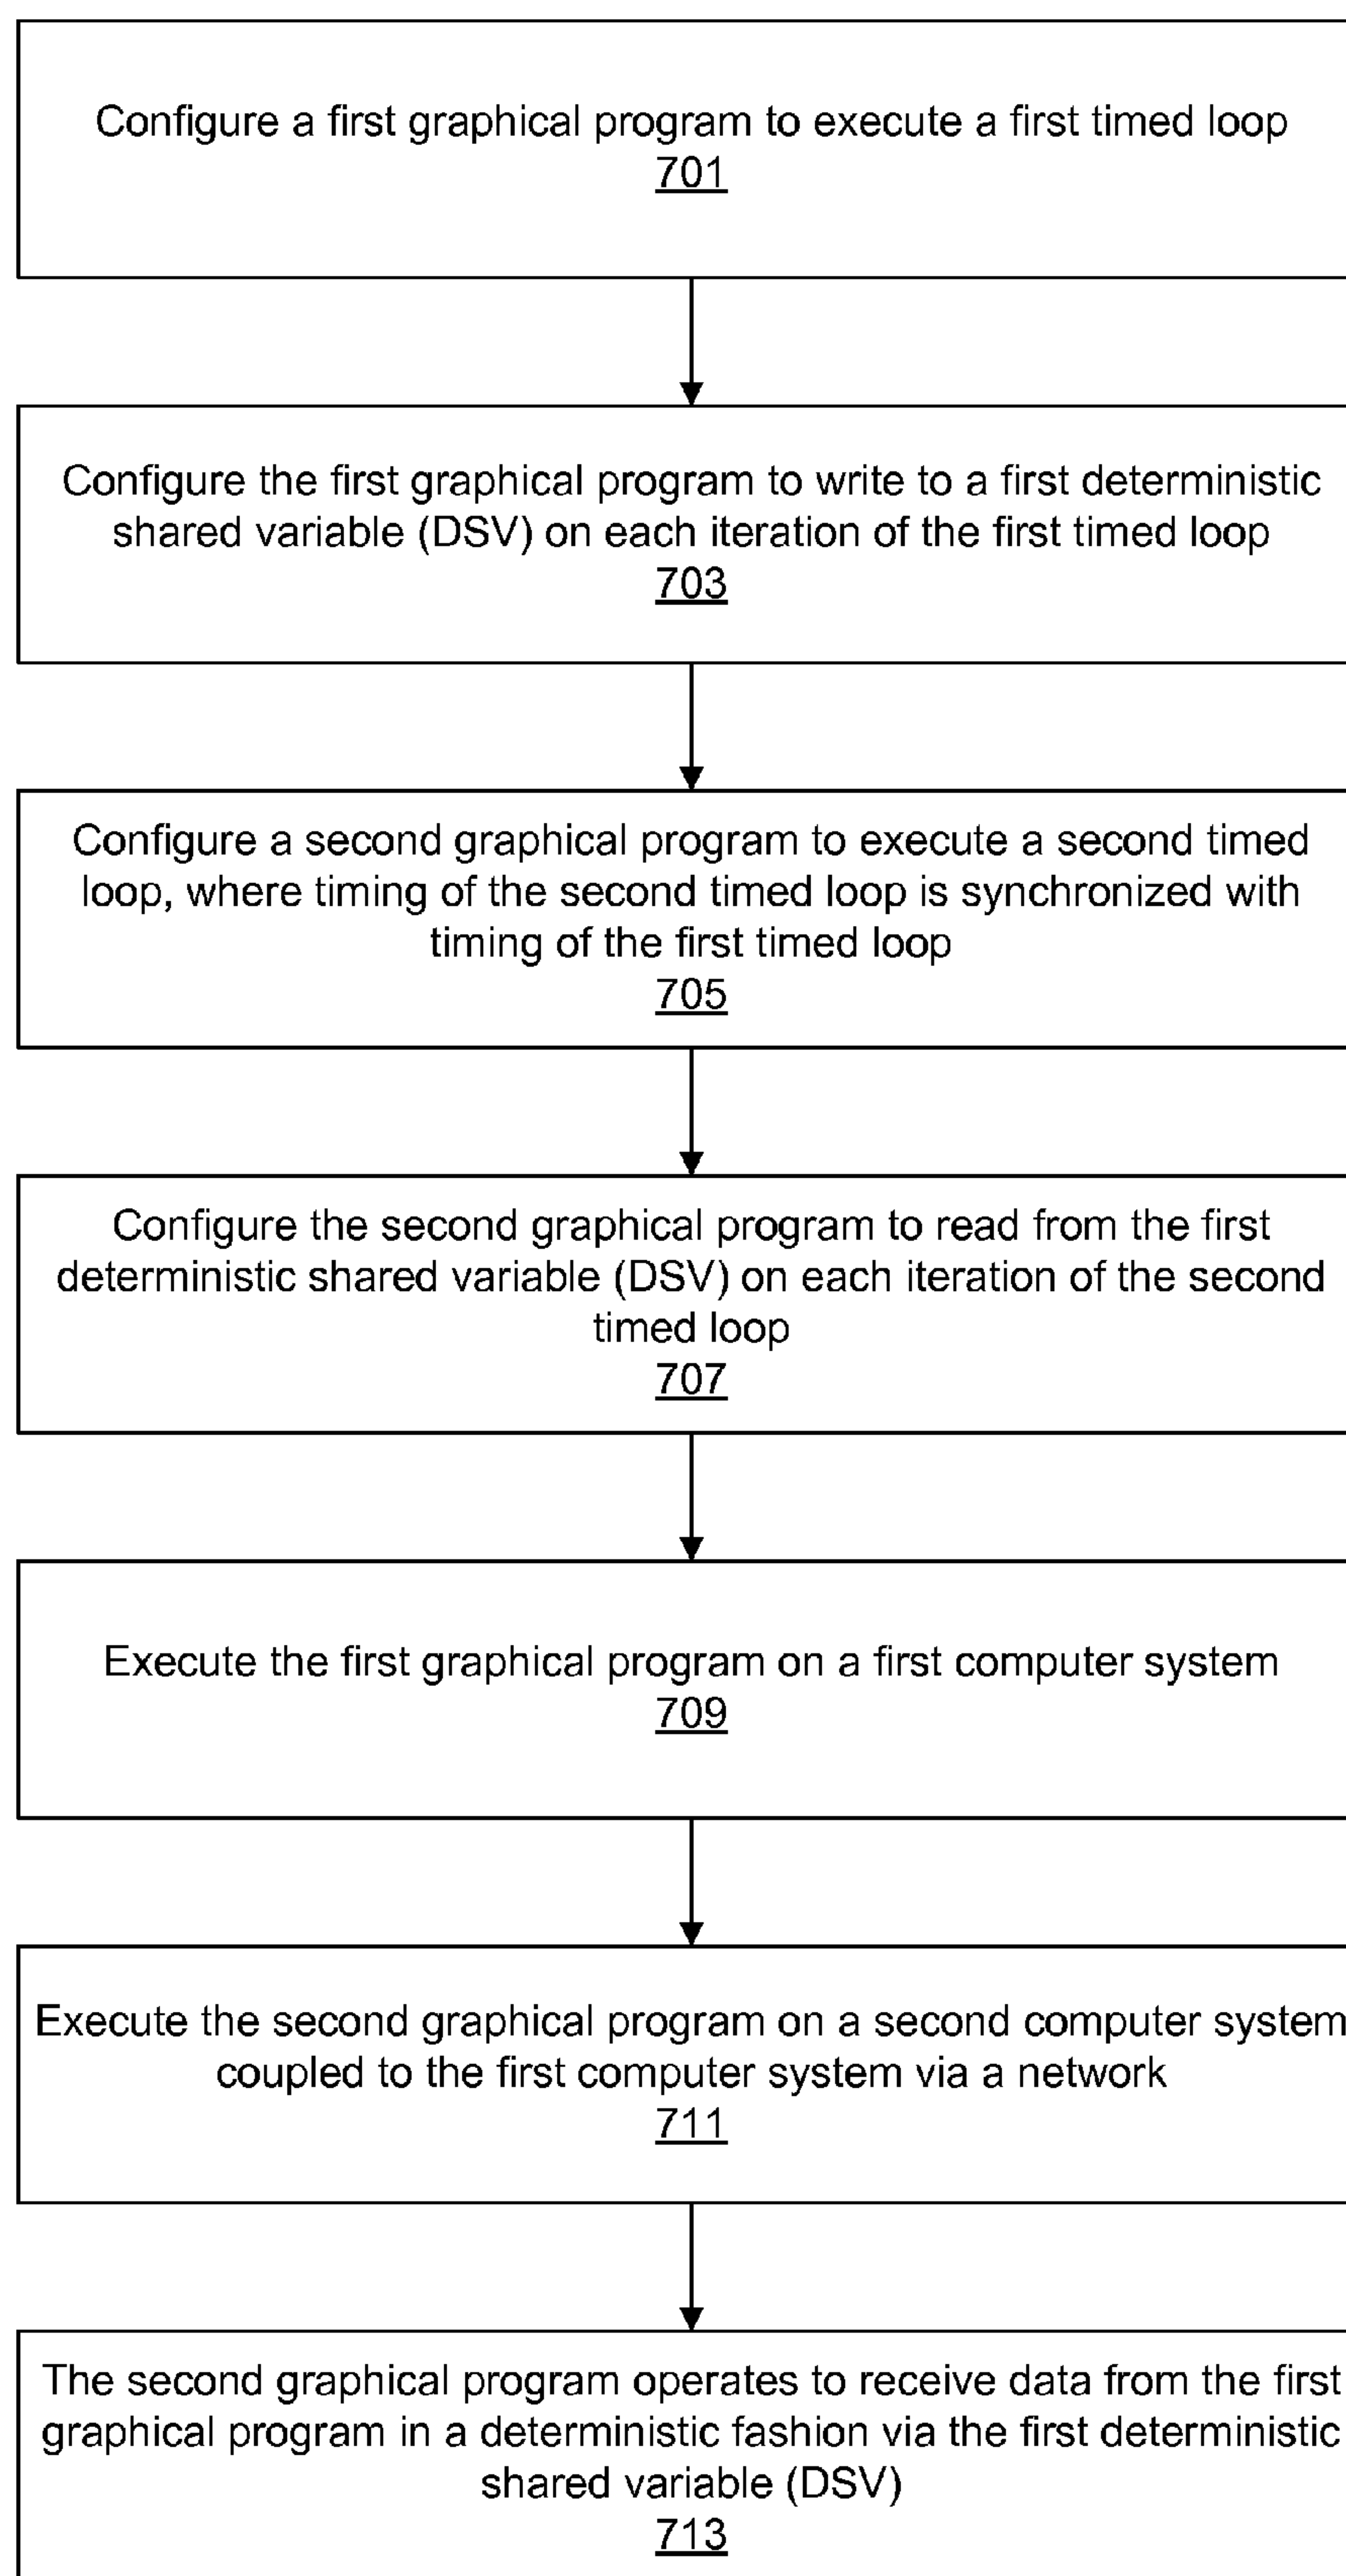 Configure a first graphical program to execute a first timed loop
701
Configure the first graphical program to write to a first deterministic
shared variable (DSV) on each iteration of the first timed loop
703
Configure a second graphical program to execute a second timed
loop, where timing of the second timed loop is synchronized with
timing of the first timed loop
705
Configure the second graphical program to read from the first
deterministic shared variable (DSV) on each iteration of the second
timed loop
707
Execute the first graphical program on a first computer system
709
Execute the second graphical program on a second computer system
coupled to the first computer system via a network
711
The second graphical program operates to receive data from the first
graphical program in a deterministic fashion via the first deterministic
shared variable (DSV)
713